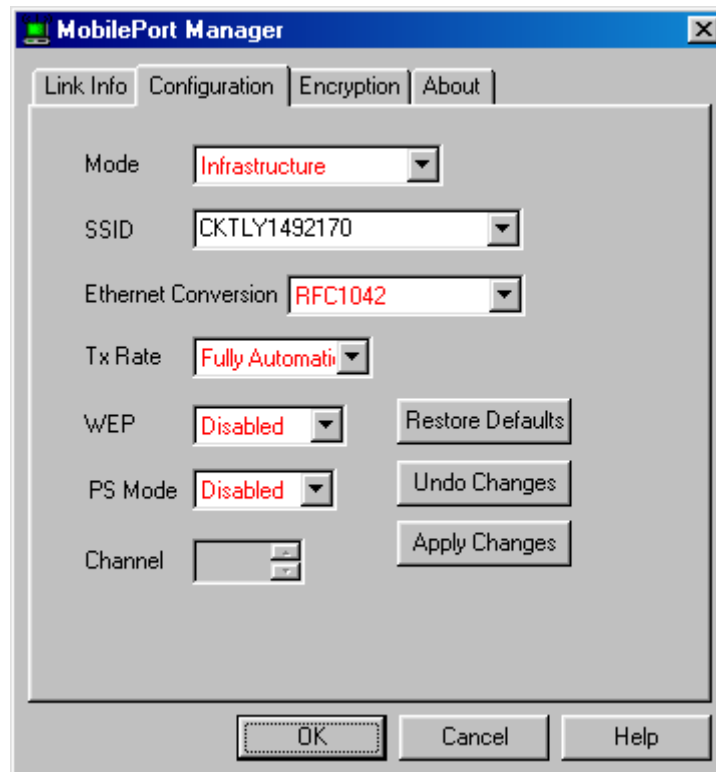 MobilePort Manager
Link Info Configuration Encryption About
Mode Infrastructure
SSID CKTLY1492170
Ethernet Conversion RFC1042
Tx Rate Fully Automati
WEP Disabled Restore Defaults
PS Mode Disabled Undo Changes
Channel Apply Changes
OK Cancel Help